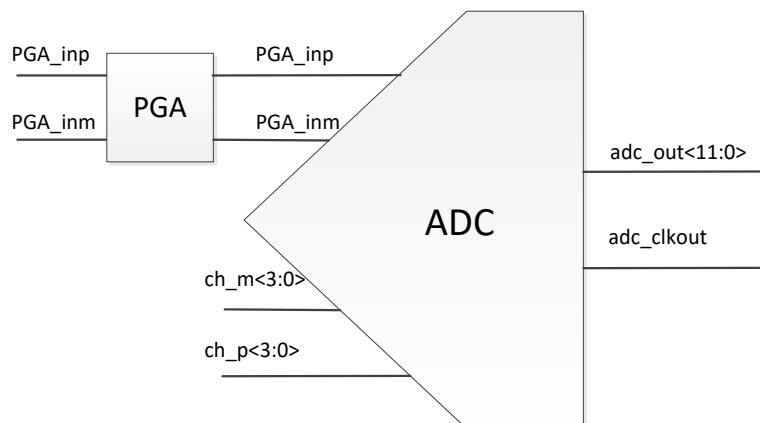 PGA_inp
PGA_inp
PGA
PGA_inm
PGA_inm
adc_out<11:0>
ADC
adc_clkout
ch_m<3:0>
ch_p<3:0>